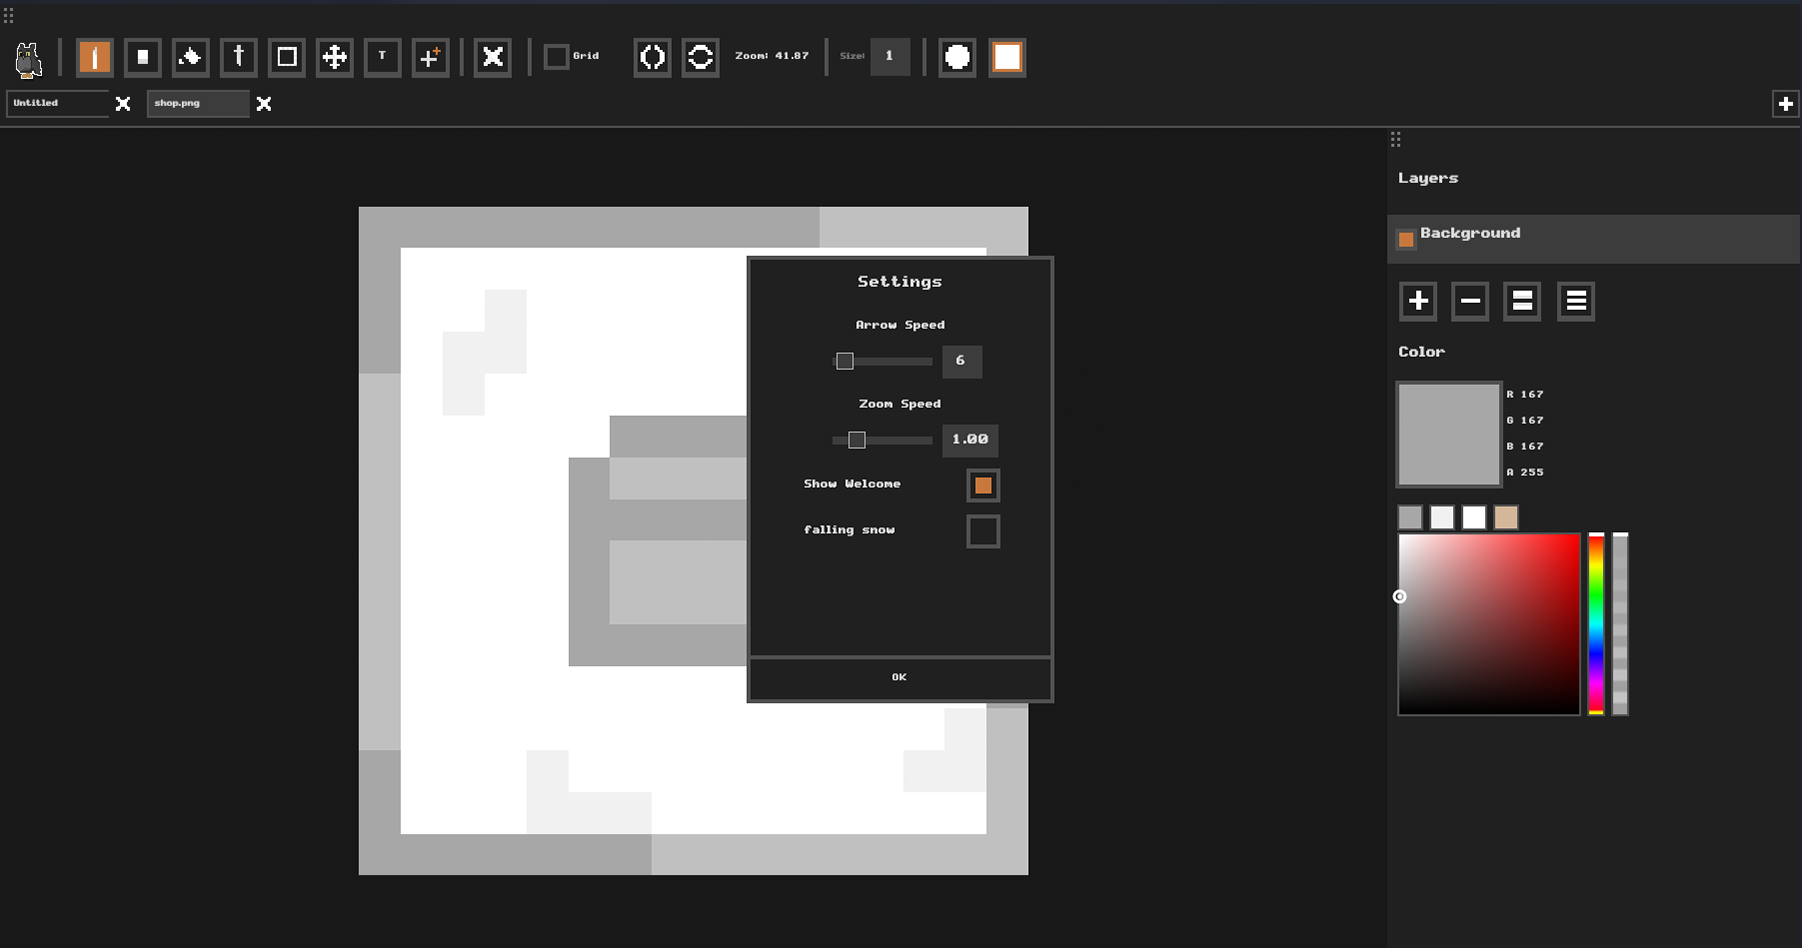 T
Grid
Zoom: 41.87
Size:
1
Untitled
shop.png
Layers
Background
Settings
Arrow Speed
6
Zoom Speed
1.00
Show Welcome
falling snow
OK
Color
R 167
G 167
B 167
A 255